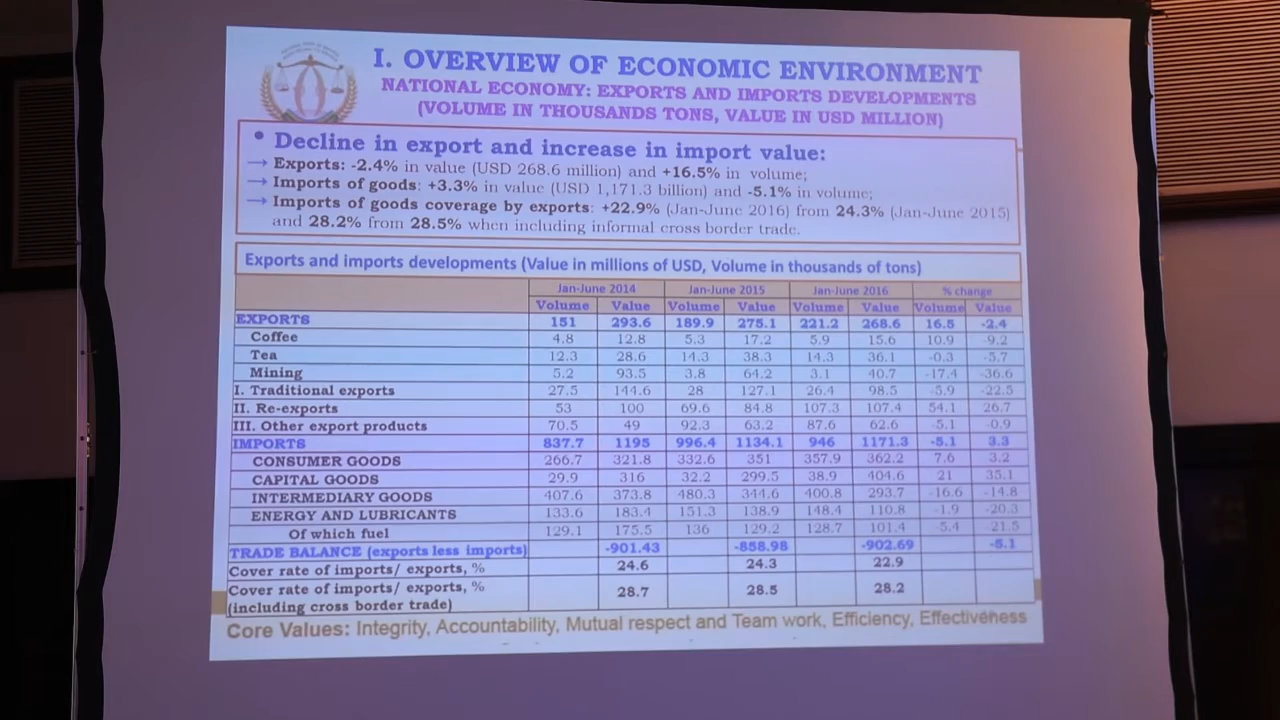 I. OVERVIEW OF ECONOMIC ENVIRONMENT
NATIONAL ECONOMY: EXPORTS AND IMPORTS DEVELOPMENTS
(VOLUME IN THOUSANDS TONS, VALUE IN USD MILLION)
• Decline in export and increase in import value:
→ Exports: -2.4% in value (USD 268.6 million) and +16.5% in volume;
→ Imports of goods: +3.3% in value (USD 1,171.3 billion) and -5.1% in volume;
→ Imports of goods coverage by exports: +22.9% (Jan-June 2016) from 24.3% (Jan-June 2015)
and 28.2% from 28.5% when including informal cross border trade.
Exports and imports developments (Value in millions of USD, Volume in thousands of tons)
Jan-June 2014 Jan-June 2015 Jan-June 2016 % change
Volume Value Volume Value Volume Value Volume Value
EXPORTS 151 293.6 189.9 275.1 221.2 268.6 16.5 -2.4
Coffee 4.8 12.8 5.3 17.2 5.9 15.6 10.9 -9.2
Tea 12.3 28.6 14.3 38.3 14.3 36.1 -0.3 -5.7
Mining 5.2 93.5 3.8 64.2 3.1 40.7 -17.4 -36.6
I. Traditional exports 27.5 144.6 28 127.1 26.4 98.5 -5.9 -22.5
II. Re-exports 53 100 69.6 84.8 107.3 107.4 54.1 26.7
III. Other export products 70.5 49 92.3 63.2 87.6 62.6 -5.1 -0.9
IMPORTS 837.7 1195 996.4 1134.1 946 1171.3 -5.1 3.3
CONSUMER GOODS 266.7 321.8 332.6 351 357.9 362.2 7.6 3.2
CAPITAL GOODS 29.9 316 32.2 299.5 38.9 404.6 21 35.1
INTERMEDIARY GOODS 407.6 373.8 480.3 344.6 400.8 293.7 -16.6 -14.8
ENERGY AND LUBRICANTS 133.6 183.4 151.3 138.9 148.4 110.8 -1.9 -20.3
Of which fuel 129.1 175.5 136 129.2 128.7 101.4 -5.4 -21.5
TRADE BALANCE (exports less imports) -901.43 -858.98 -902.69 -5.1
Cover rate of imports/ exports, % 24.6 24.3 22.9
Cover rate of imports/ exports, % 28.7 28.5 28.2
(including cross border trade)
Core Values: Integrity, Accountability, Mutual respect and Team work, Efficiency, Effectiveness